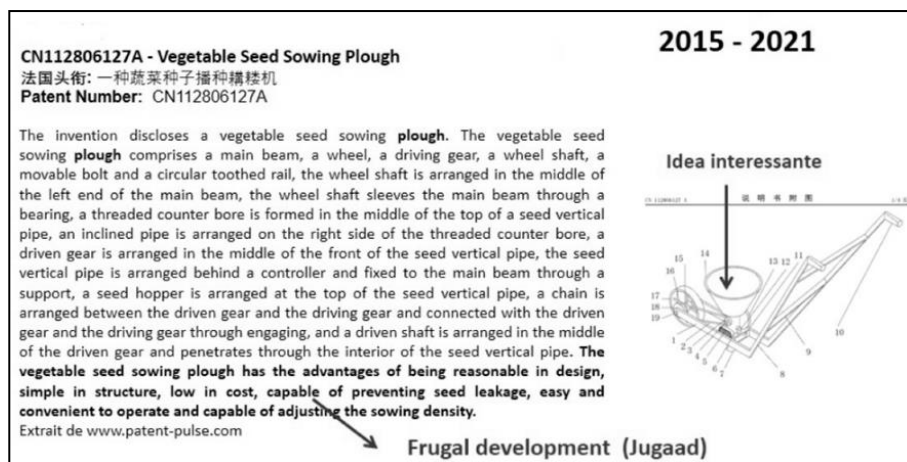 2015 - 2021
CN112806127A - Vegetable Seed Sowing Plough
法国头衔: 一种蔬菜种子播种耩耧机
Patent Number: CN112806127A
The invention discloses a vegetable seed sowing plough. The vegetable seed
sowing plough comprises a main beam, a wheel, a driving gear, a wheel shaft, a
movable bolt and a circular toothed rail, the wheel shaft is arranged in the middle of
the left end of the main beam, the wheel shaft sleeves the main beam through a
bearing, a threaded counter bore is formed in the middle of the top of a seed vertical
pipe, an inclined pipe is arranged on the right side of the threaded counter bore, a
driven gear is arranged in the middle of the front of the seed vertical pipe, the seed
vertical pipe is arranged behind a controller and fixed to the main beam through a
support, a seed hopper is arranged at the top of the seed vertical pipe, a chain is
arranged between the driven gear and the driving gear and connected with the driven
gear and the driving gear through engaging, and a driven shaft is arranged in the middle
of the driven gear and penetrates through the interior of the seed vertical pipe. The
vegetable seed sowing plough has the advantages of being reasonable in design,
simple in structure, low in cost, capable of preventing seed leakage, easy and
convenient to operate and capable of adjusting the sowing density.
Extrait de www.patent-pulse.com
Frugal development (Jugaad)
Idea interessante
CN 112806127 A 说 明 书 附 图
15 14 13 12 11
16
17
18
19
10
1 2 3 4 5 6 7 8 9